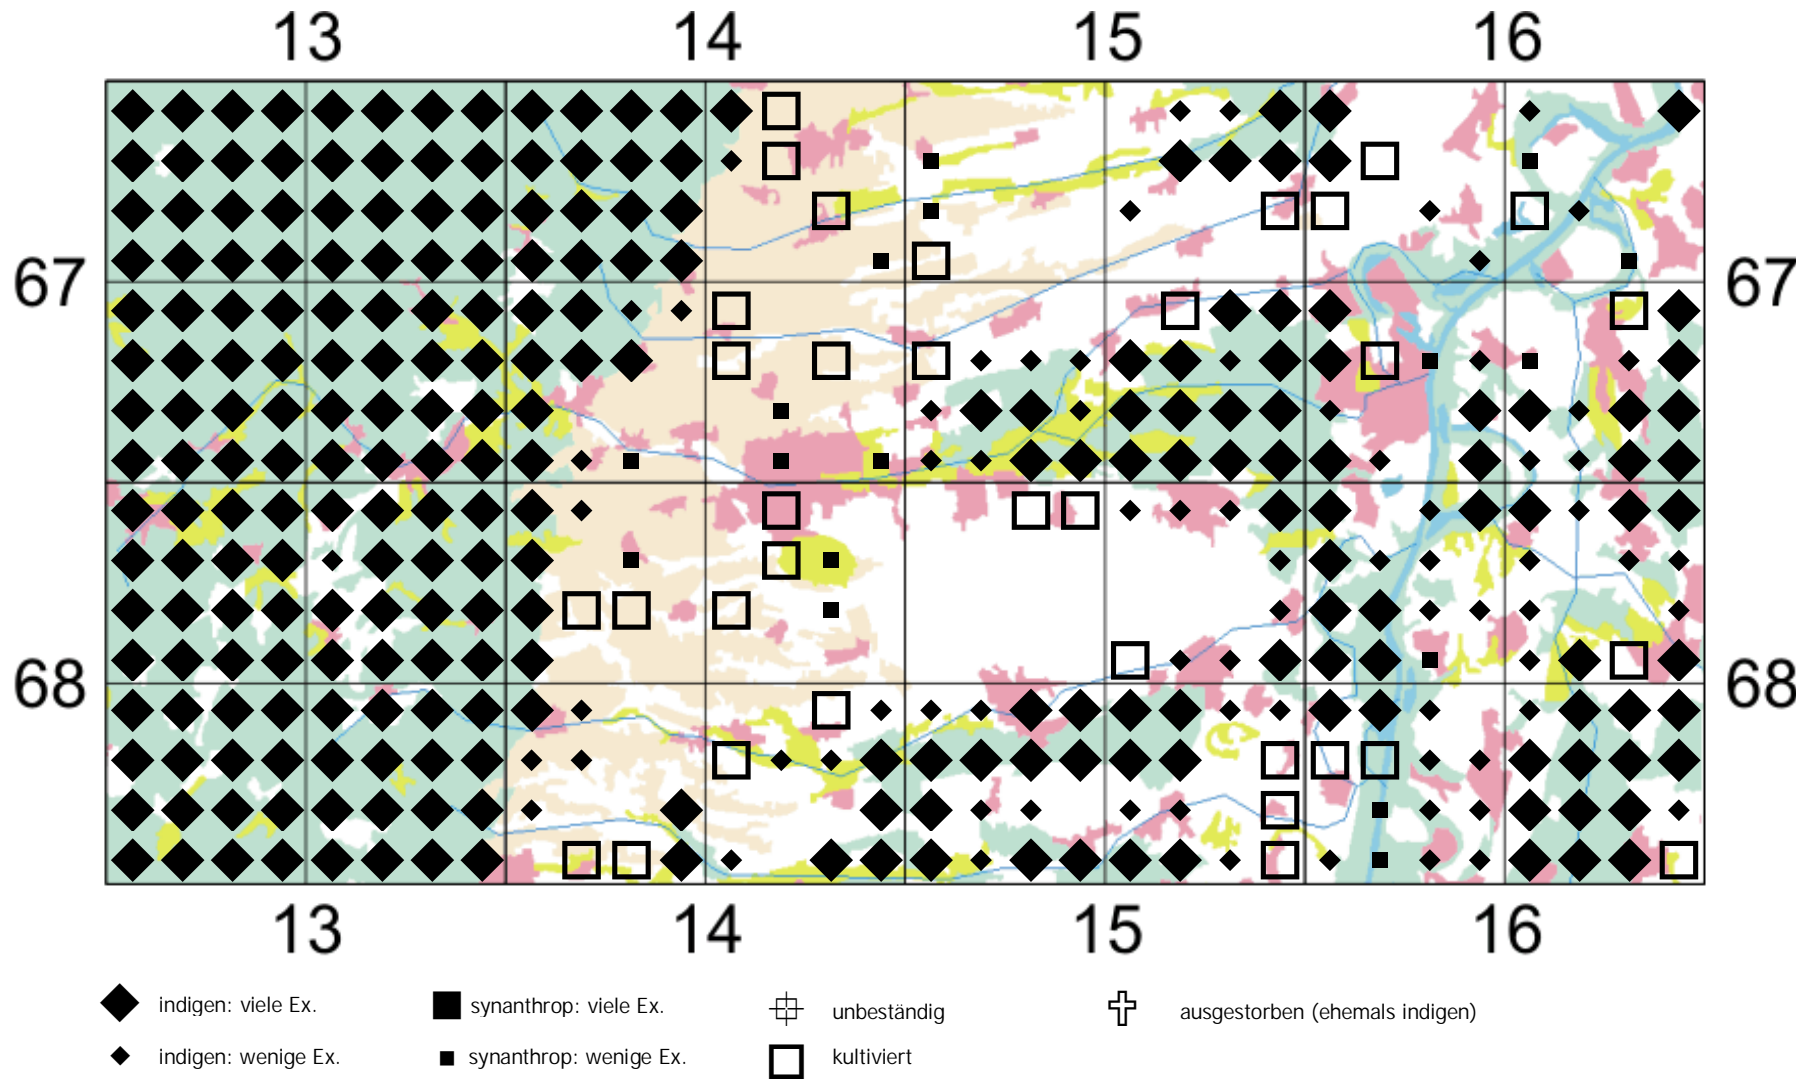 13 14 15 16
67 67
68 68
13 14 15 16
indigen: viele Ex. synanthrop: viele Ex. unbeständig ausgestorben (ehemals indigen)
indigen: wenige Ex. synanthrop: wenige Ex. kultiviert